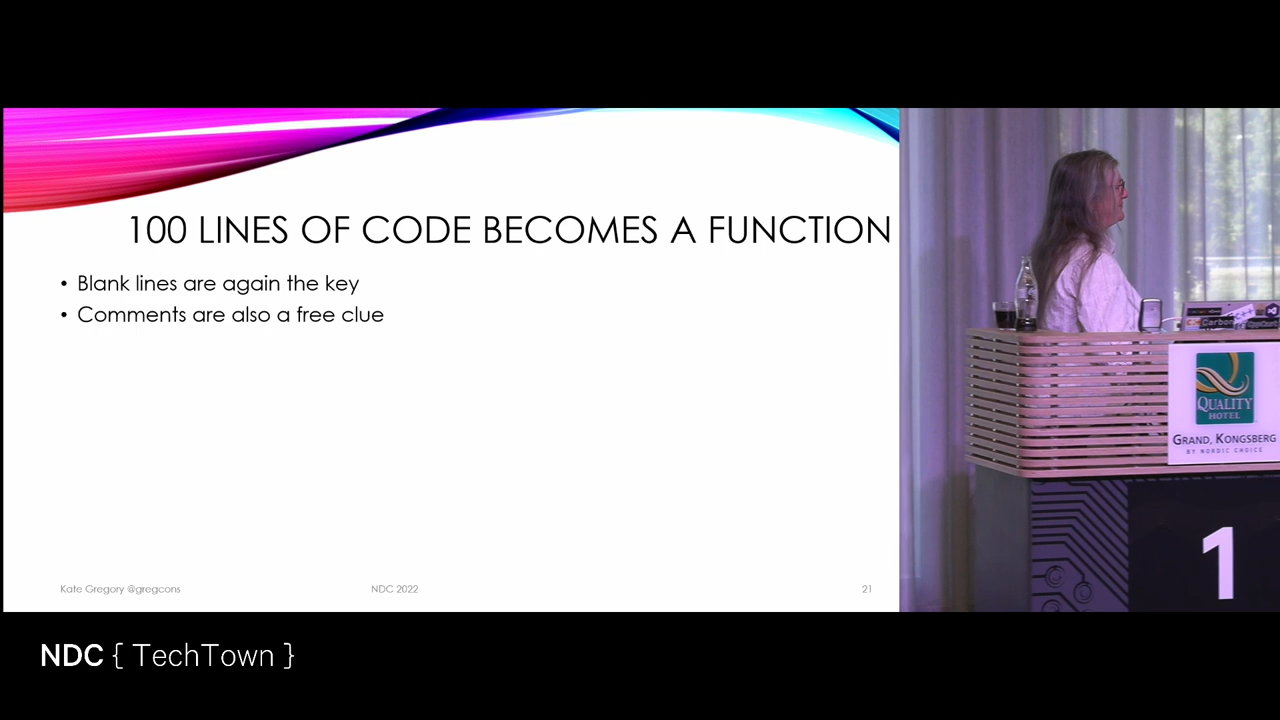 100 LINES OF CODE BECOMES A FUNCTION
• Blank lines are again the key
• Comments are also a free clue
Kate Gregory @gregcons
NDC 2022
21
Carbon
C++
QUALITY
HOTEL
GRAND, KONGSBERG
BY NORDIC CHOICE
1
NDC { TechTown }